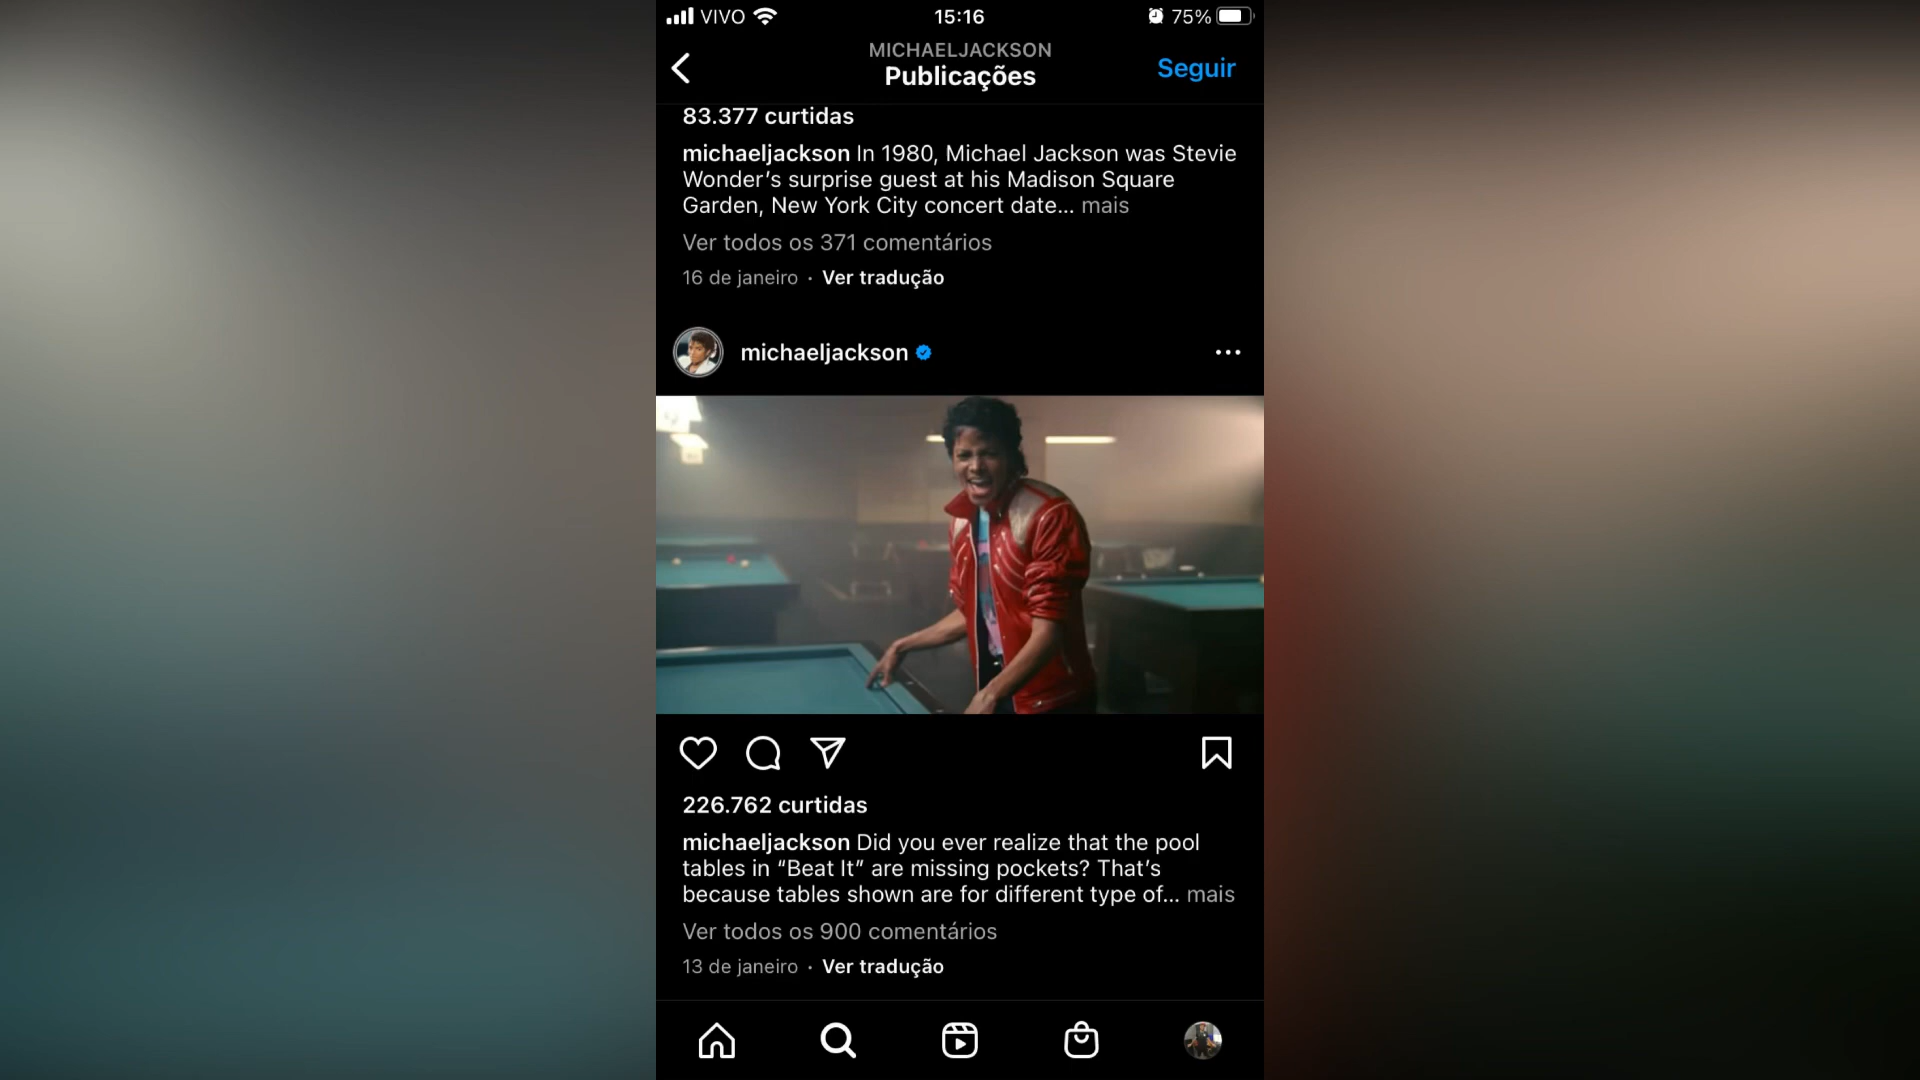 VIVO 15:16 75%
MICHAELJACKSON
Publicações
Seguir
83.377 curtidas
michaeljackson In 1980, Michael Jackson was Stevie
Wonder’s surprise guest at his Madison Square
Garden, New York City concert date... mais
Ver todos os 371 comentários
16 de janeiro · Ver tradução
michaeljackson
226.762 curtidas
michaeljackson Did you ever realize that the pool
tables in “Beat It” are missing pockets? That’s
because tables shown are for different type of... mais
Ver todos os 900 comentários
13 de janeiro · Ver tradução